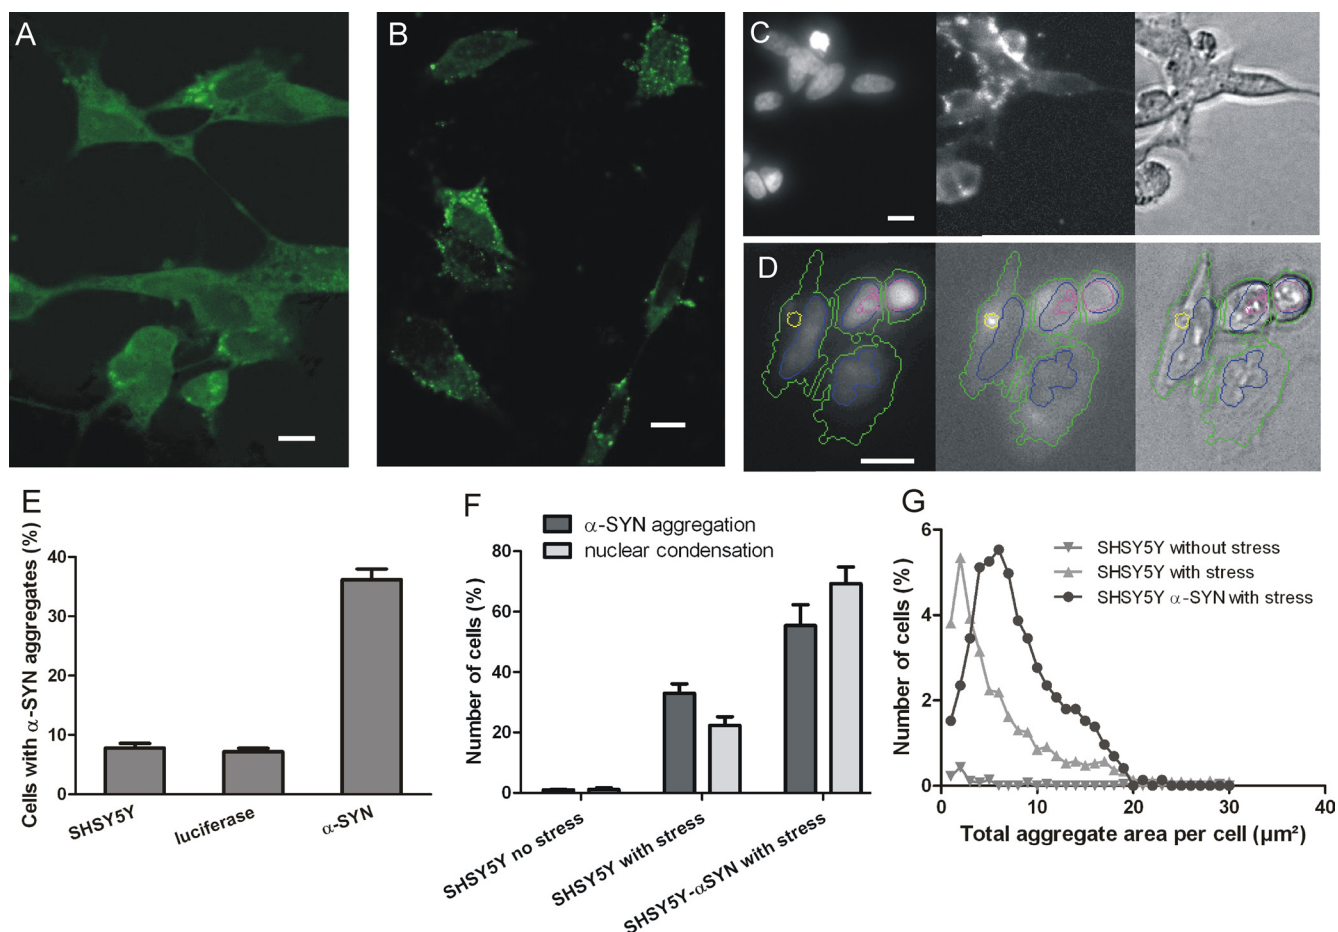 A
B
C
D
E
Cells with α-SYN aggregates (%)
40
30
20
10
0
SHSY5Y
luciferase
α-SYN
F
α-SYN aggregation
nuclear condensation
Number of cells (%)
80
60
40
20
0
SHSY5Y no stress
SHSY5Y with stress
SHSY5Y-αSYN with stress
G
SHSY5Y without stress
SHSY5Y with stress
SHSY5Y α-SYN with stress
Number of cells (%)
6
4
2
0
0 10 20 30 40
Total aggregate area per cell (µm²)